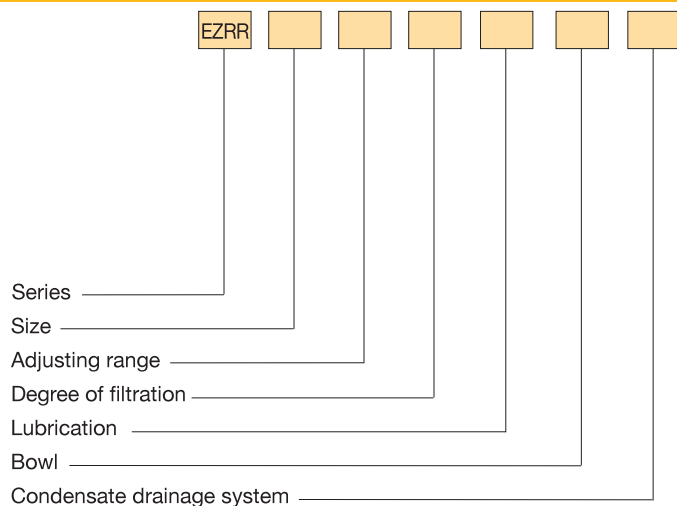 EZRR
Series
Size
Adjusting range
Degree of filtration
Lubrication
Bowl
Condensate drainage system